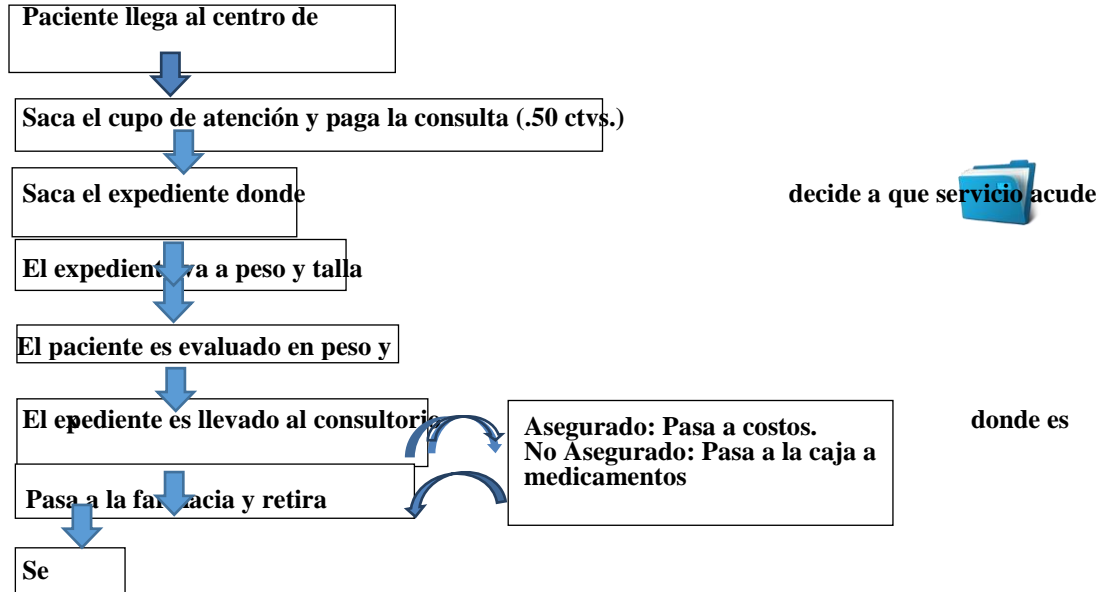 Paciente llega al centro de
Saca el cupo de atención y paga la consulta (.50 ctvs.)
Saca el expediente donde decide a que servicio acude
El expediente va a peso y talla
El paciente es evaluado en peso y
El expediente es llevado al consultorio donde es
Asegurado: Pasa a costos.
No Asegurado: Pasa a la caja a
medicamentos
Pasa a la farmacia y retira
Se